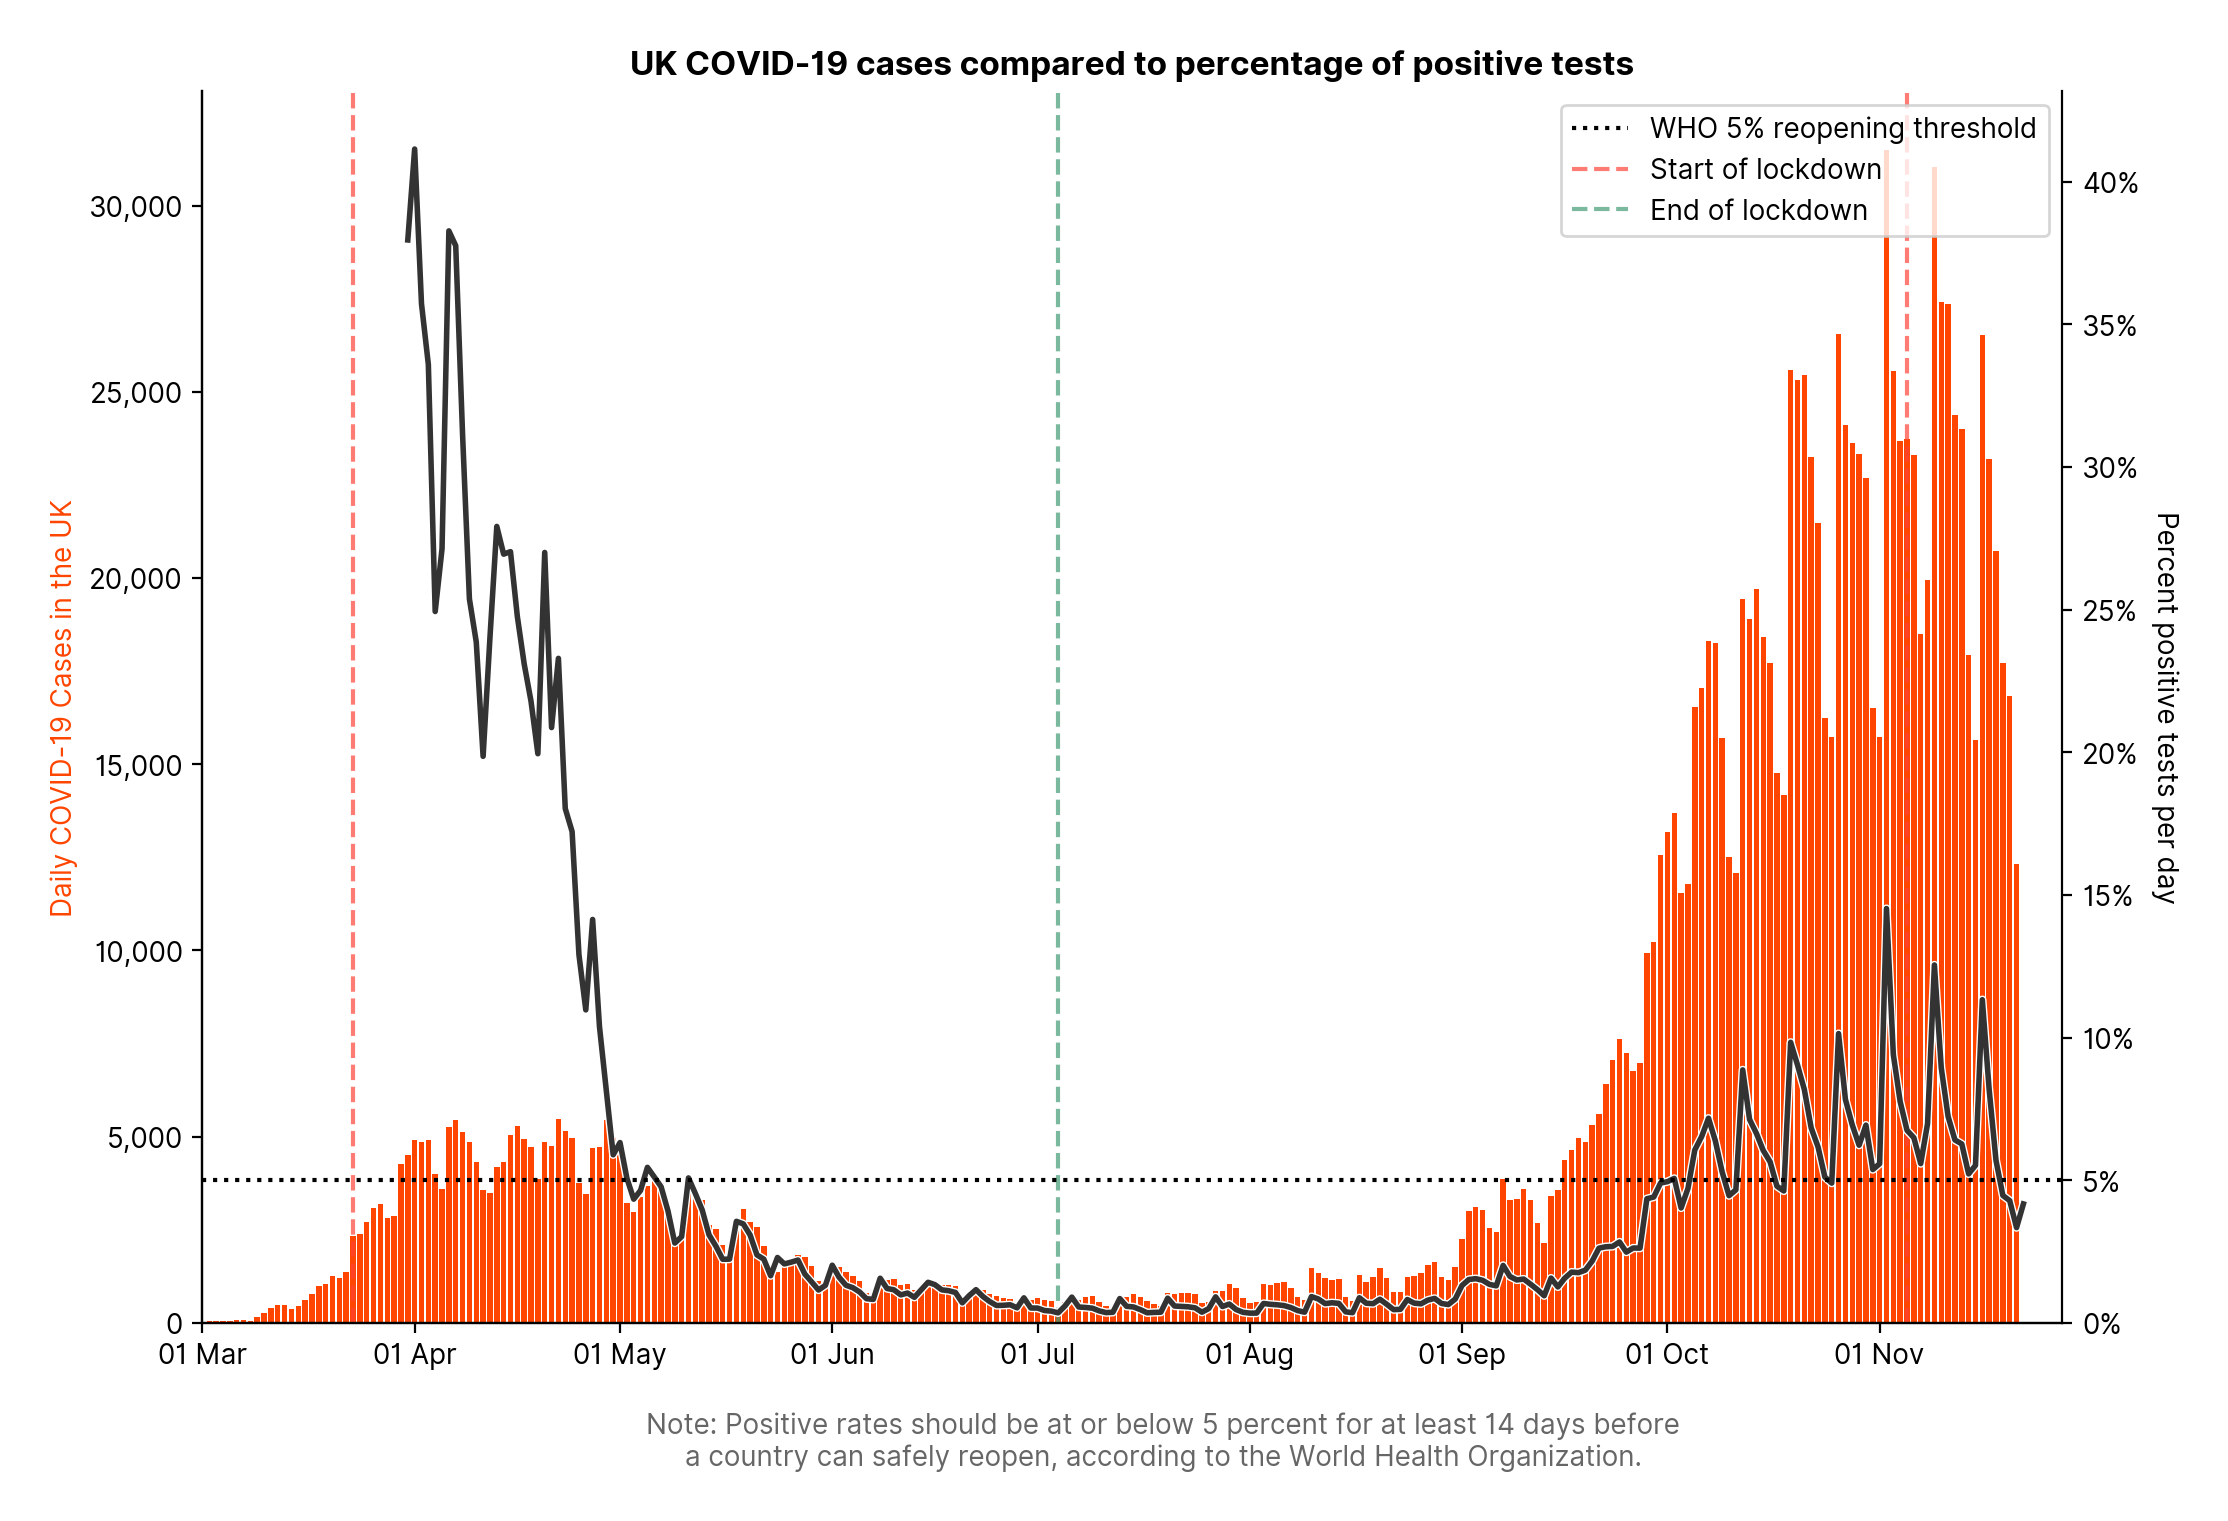 UK COVID-19 cases compared to percentage of positive tests
WHO 5% reopening threshold
Start of lockdown
End of lockdown
Daily COVID-19 Cases in the UK
30,000
25,000
20,000
15,000
10,000
5,000
0
40%
35%
30%
25%
20%
15%
10%
5%
0%
Percent positive tests per day
01 Mar
01 Apr
01 May
01 Jun
01 Jul
01 Aug
01 Sep
01 Oct
01 Nov
Note: Positive rates should be at or below 5 percent for at least 14 days before
a country can safely reopen, according to the World Health Organization.